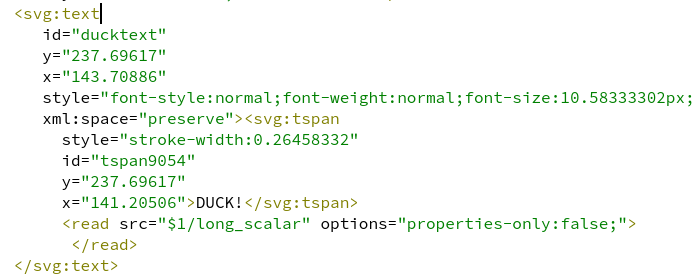 <svg:text
id="ducktext"
y="237.69617"
x="143.70886"
style="font-style:normal;font-weight:normal;font-size:10.58333302px;
xml:space="preserve"><svg:tspan
style="stroke-width:0.26458332"
id="tspan9054"
y="237.69617"
x="141.20506">DUCK!</svg:tspan>
<read src="$1/long_scalar" options="properties-only:false;">
</read>
</svg:text>